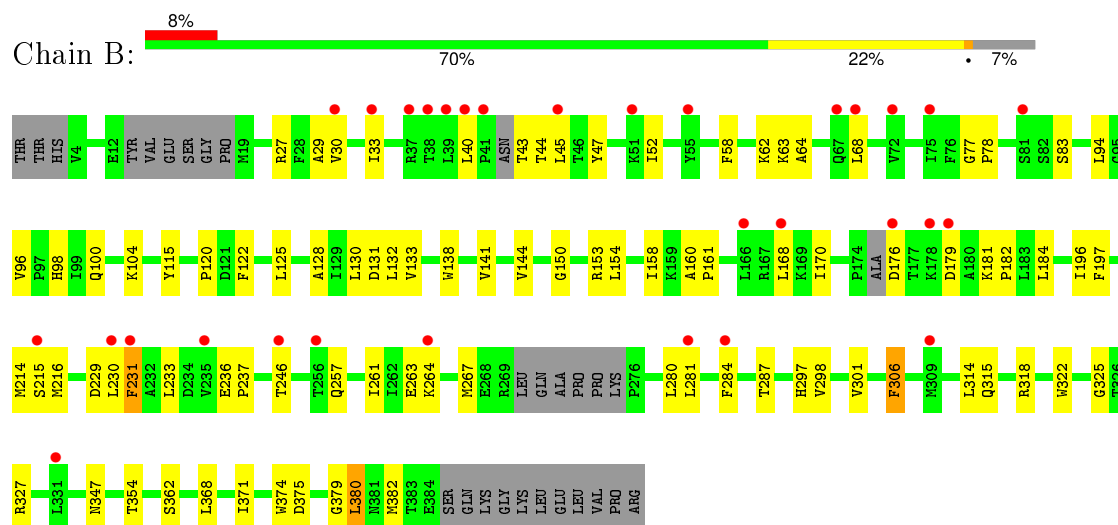 8%
Chain B:
70% 22% • 7%
THR THR HIS V4 E12 TYR VAL GLU SER GLY PRO M19 R27 F28 A29 V30 I33 R37 T38 L39 L40 P41 ASN T43 T44 L45 T46 Y47 K51 I52 Y55 F58 K62 K63 A64 Q67 L68 V72 I75 F76 G77 P78 S81 S82 S83 L94 Q95
V96 P97 H98 I99 Q100 K104 Y115 P120 D121 F122 L125 A128 I129 L130 D131 L132 V133 W138 V141 V144 G150 R153 L154 I158 K159 A160 P161 L166 R167 L168 K169 I170 P174 ALA D176 T177 K178 D179 A180 K181 P182 L183 L184 I196 F197
M214 S215 M216 D229 L230 F231 A232 L233 D234 V235 E236 P237 T246 T256 Q257 I261 I262 E263 K264 M267 E268 R269 LEU GLN ALA PRO PRO LYS P276 L280 L281 F284 T287 H297 V298 V301 F306 M309 L314 Q315 R318 W322 G325 T326
R327 L331 N347 T354 S362 L368 I371 W374 D375 G379 L380 N381 M382 T383 E384 SER GLN LYS GLY LYS LEU GLU LEU VAL PRO ARG